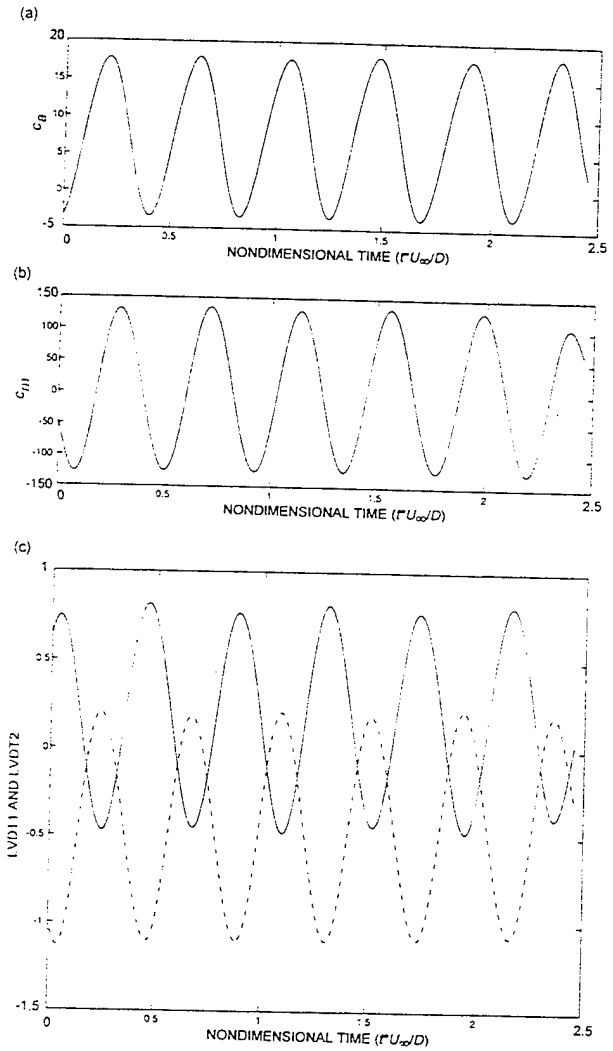 (a)
20
15
10
5
0
-5
c_n
0 0.5 1 1.5 2 2.5
NONDIMENSIONAL TIME (t*U∞/D)
(b)
150
100
50
0
-50
-100
-150
c_m
0 0.5 1 1.5 2 2.5
NONDIMENSIONAL TIME (t*U∞/D)
(c)
1
0.5
0
-0.5
-1
-1.5
LVDT1 AND LVDT2
0 0.5 1 1.5 2 2.5
NONDIMENSIONAL TIME (t*U∞/D)